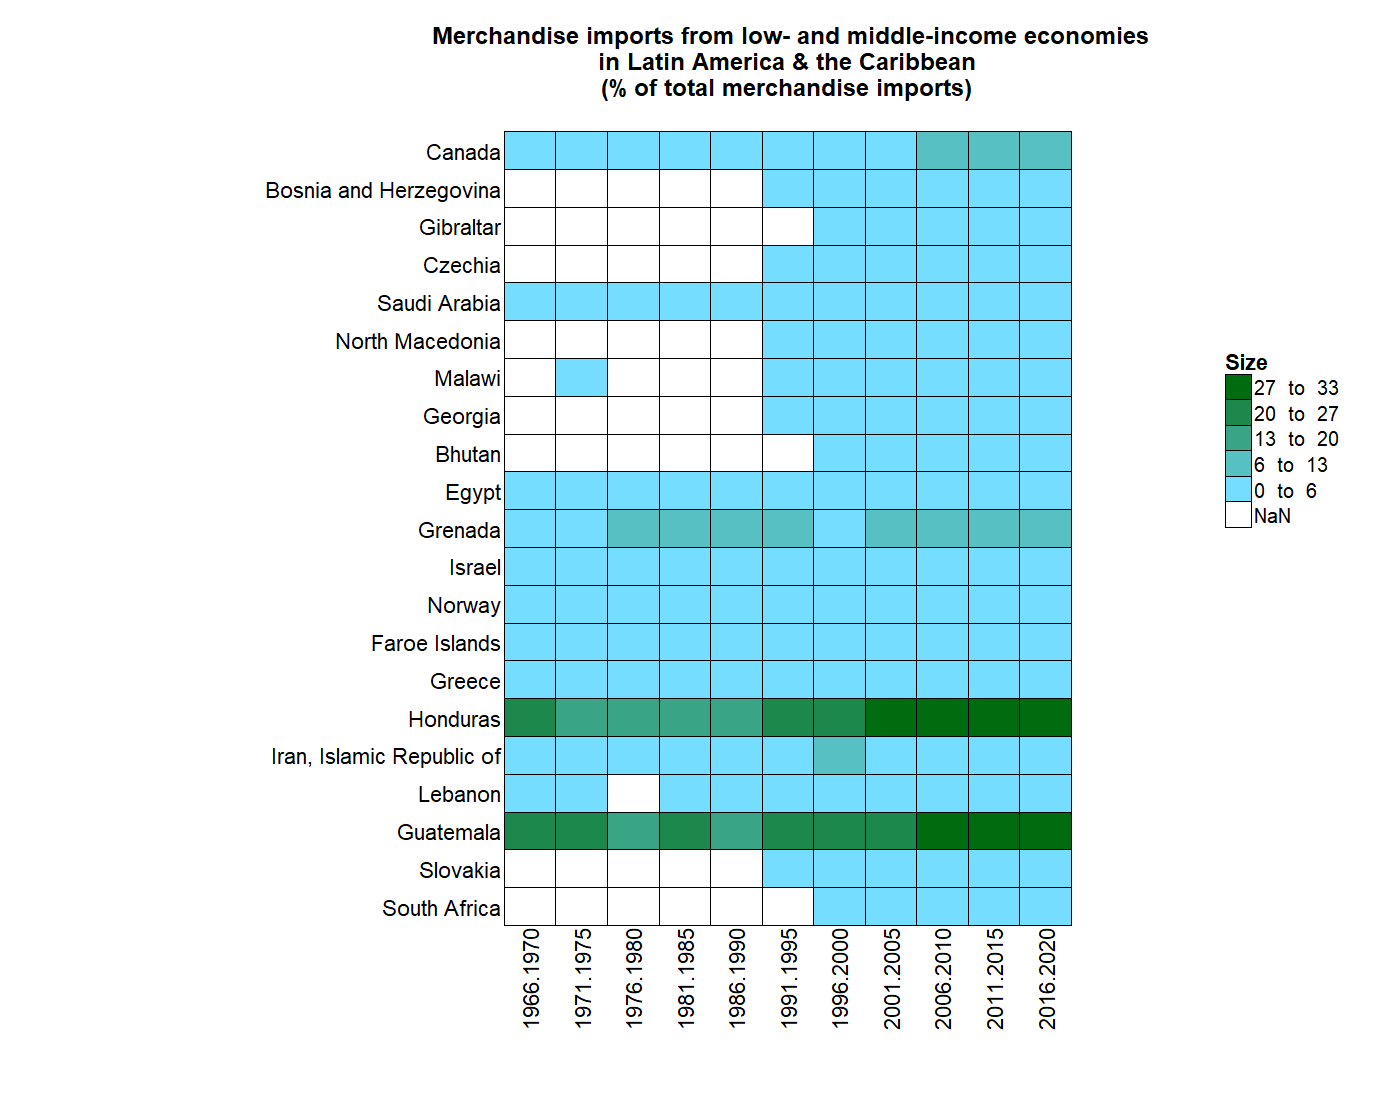 Merchandise imports from low- and middle-income economies
in Latin America & the Caribbean
(% of total merchandise imports)
Canada
Bosnia and Herzegovina
Gibraltar
Czechia
Saudi Arabia
North Macedonia
Malawi
Georgia
Bhutan
Egypt
Grenada
Israel
Norway
Faroe Islands
Greece
Honduras
Iran, Islamic Republic of
Lebanon
Guatemala
Slovakia
South Africa
1966.1970
1971.1975
1976.1980
1981.1985
1986.1990
1991.1995
1996.2000
2001.2005
2006.2010
2011.2015
2016.2020
Size
27 to 33
20 to 27
13 to 20
6 to 13
0 to 6
NaN